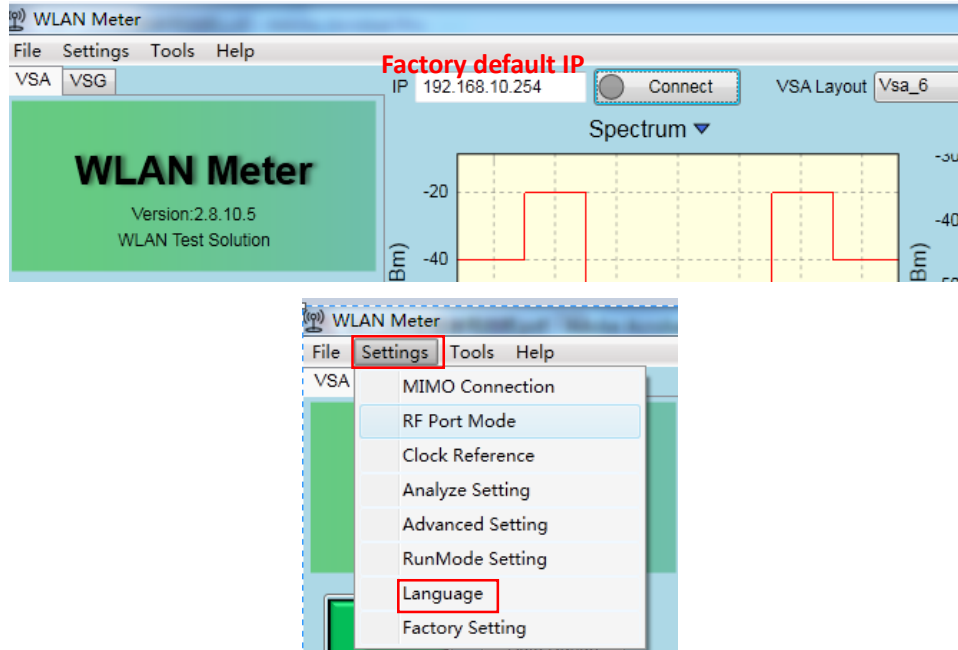 WLAN Meter
File Settings Tools Help
Factory default IP
VSA VSG
IP 192.168.10.254 Connect VSA Layout Vsa_6
Spectrum
WLAN Meter
Version:2.8.10.5
WLAN Test Solution
-20
-40
-40
WLAN Meter
File Settings Tools Help
VSA
MIMO Connection
RF Port Mode
Clock Reference
Analyze Setting
Advanced Setting
RunMode Setting
Language
Factory Setting